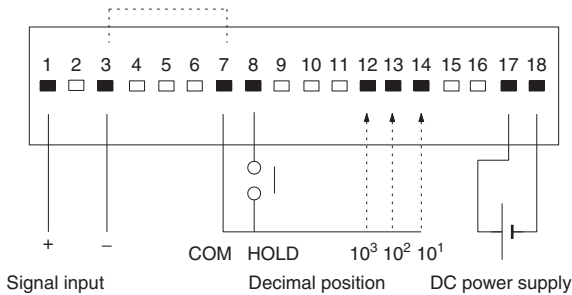 1 2 3 4 5 6 7 8 9 10 11 12 13 14 15 16 17 18
+ − COM HOLD 10³ 10² 10¹
Signal input Decimal position DC power supply